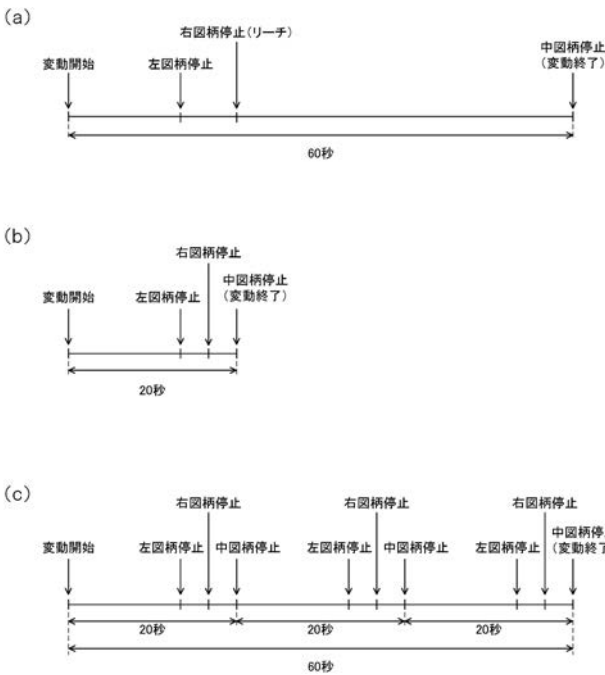 (a)
右図柄停止(リーチ)
変動開始
左図柄停止
中図柄停止
(変動終了)
60秒
(b)
右図柄停止
変動開始
左図柄停止
中図柄停止
(変動終了)
20秒
(c)
右図柄停止
右図柄停止
右図柄停止
変動開始
左図柄停止
中図柄停止
左図柄停止
中図柄停止
左図柄停止
中図柄停
(変動終了
20秒
20秒
20秒
60秒